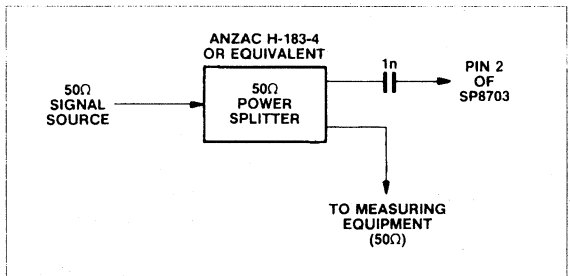 ANZAC H-183-4
OR EQUIVALENT
50Ω
SIGNAL
SOURCE
50Ω
POWER
SPLITTER
1n
PIN 2
OF
SP8703
TO MEASURING
EQUIPMENT
(50Ω)